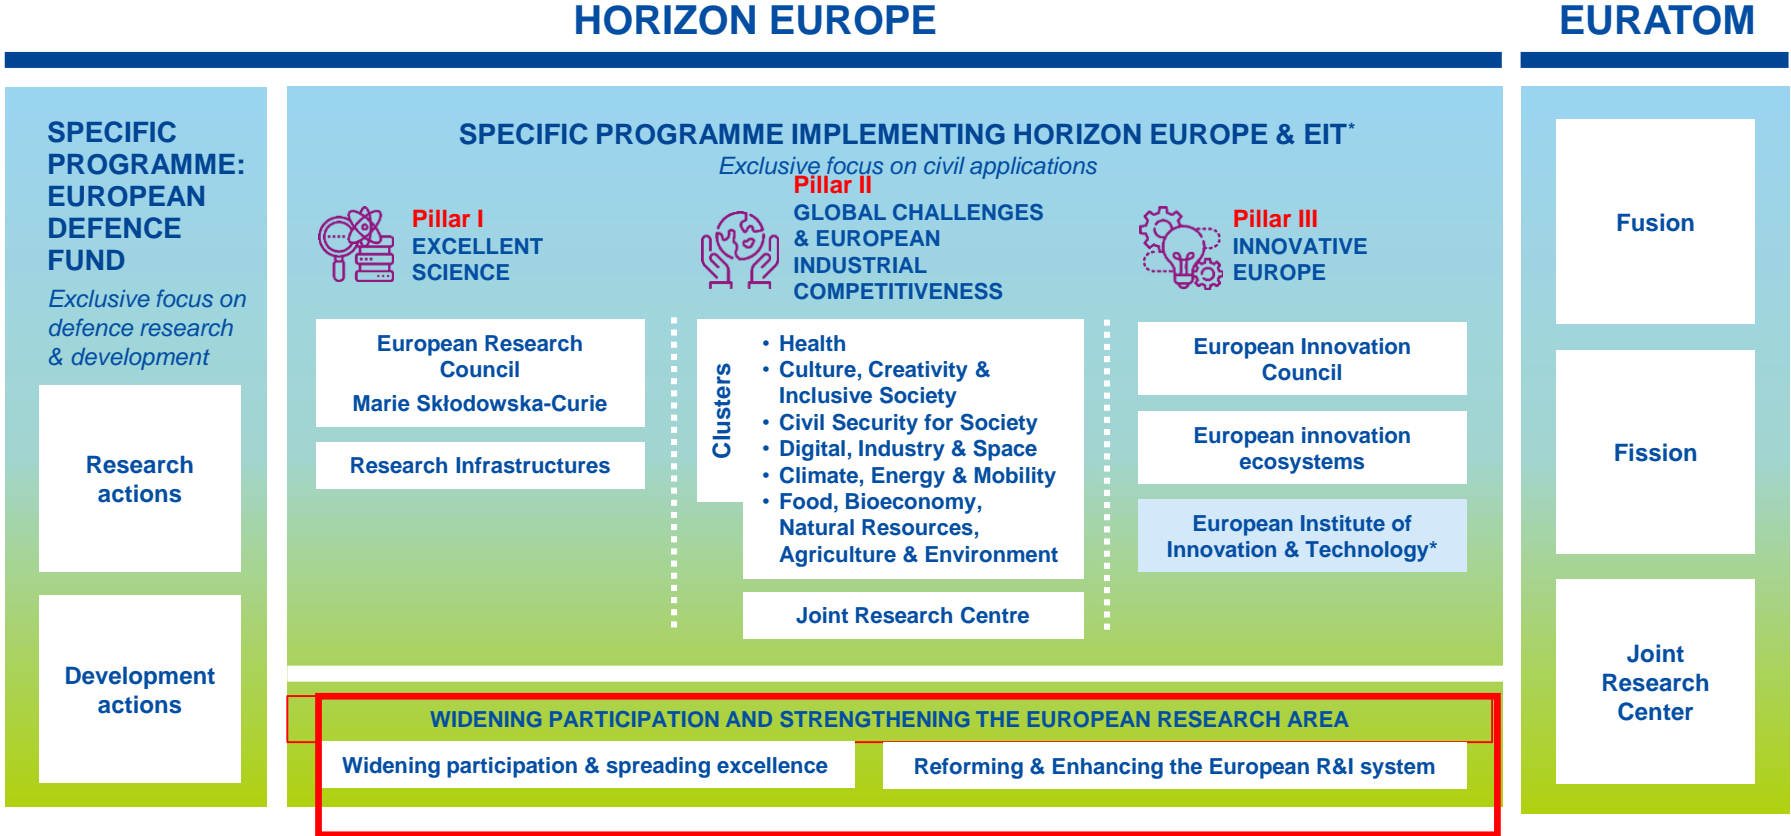 HORIZON EUROPE
EURATOM
SPECIFIC
PROGRAMME:
EUROPEAN
DEFENCE
FUND
Exclusive focus on
defence research
& development
Research
actions
Development
actions
SPECIFIC PROGRAMME IMPLEMENTING HORIZON EUROPE & EIT*
Exclusive focus on civil applications
Pillar I
EXCELLENT
SCIENCE
European Research
Council
Marie Skłodowska-Curie
Research Infrastructures
Pillar II
GLOBAL CHALLENGES
& EUROPEAN
INDUSTRIAL
COMPETITIVENESS
Clusters
• Health
• Culture, Creativity &
Inclusive Society
• Civil Security for Society
• Digital, Industry & Space
• Climate, Energy & Mobility
• Food, Bioeconomy,
Natural Resources,
Agriculture & Environment
Joint Research Centre
Pillar III
INNOVATIVE
EUROPE
European Innovation
Council
European innovation
ecosystems
European Institute of
Innovation & Technology*
WIDENING PARTICIPATION AND STRENGTHENING THE EUROPEAN RESEARCH AREA
Widening participation & spreading excellence
Reforming & Enhancing the European R&I system
Fusion
Fission
Joint
Research
Center